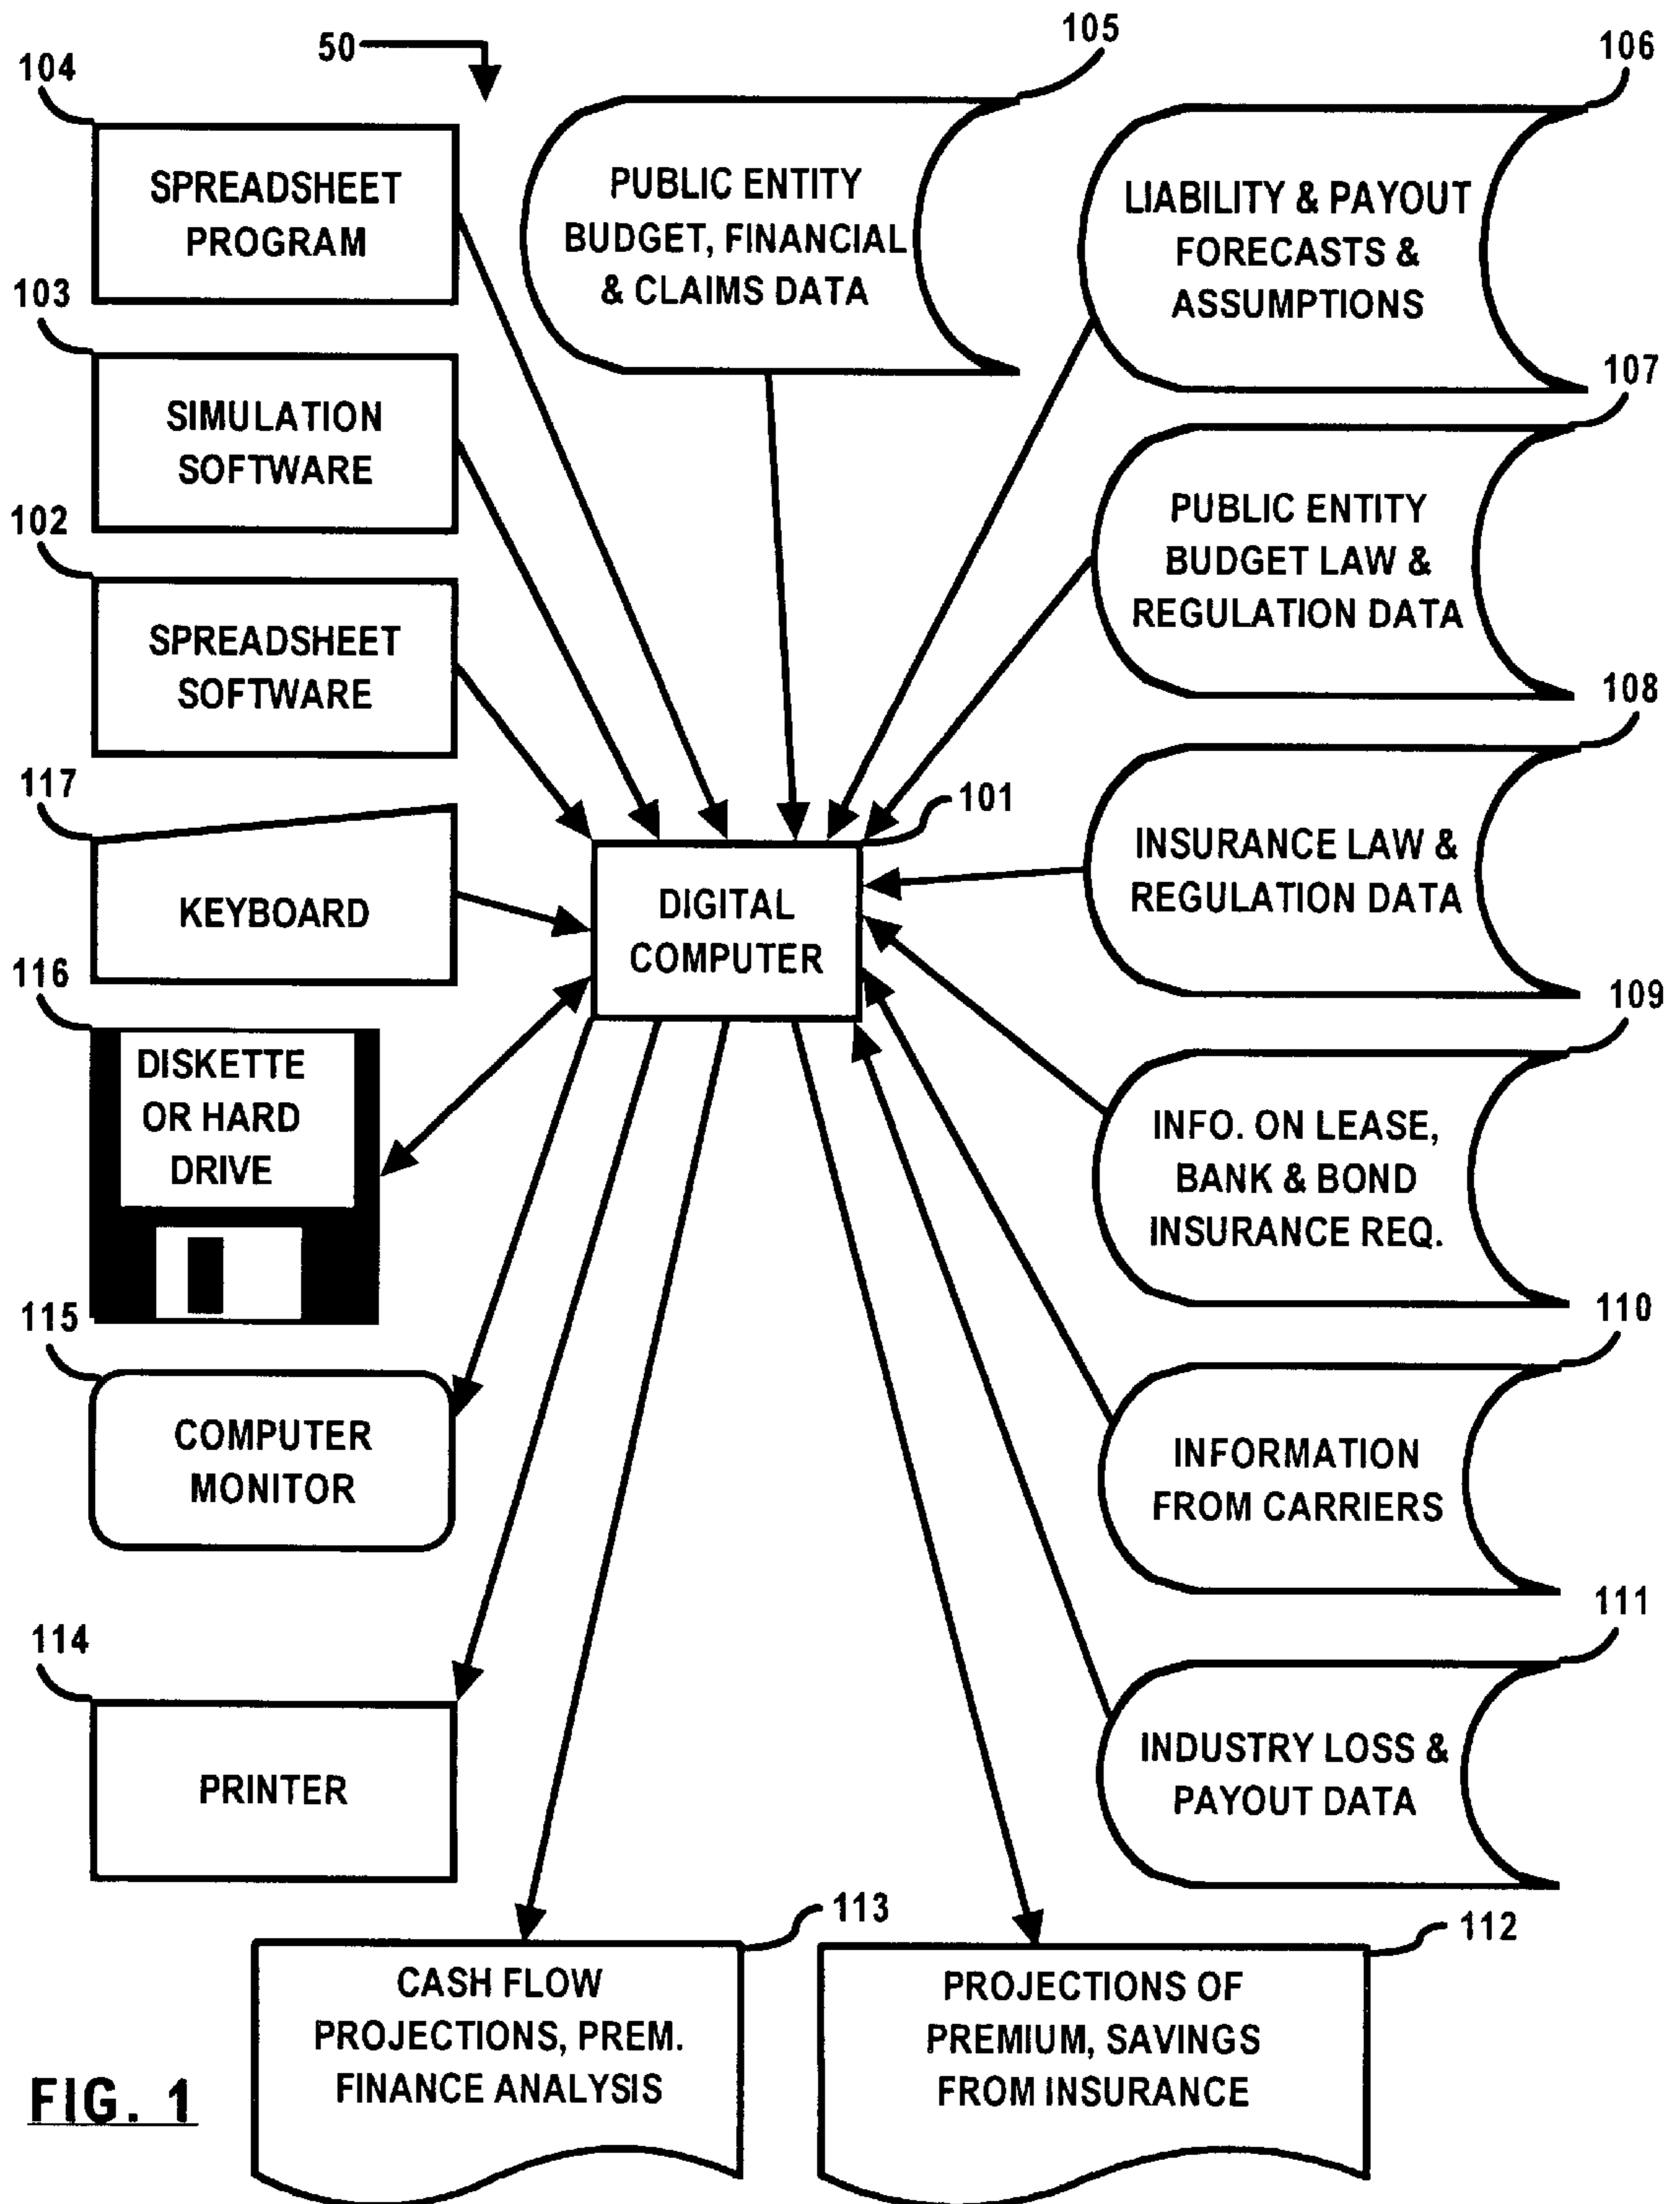 50
105
106
104
SPREADSHEET
PROGRAM
PUBLIC ENTITY
BUDGET, FINANCIAL
& CLAIMS DATA
LIABILITY & PAYOUT
FORECASTS &
ASSUMPTIONS
103
SIMULATION
SOFTWARE
107
PUBLIC ENTITY
BUDGET LAW &
REGULATION DATA
102
SPREADSHEET
SOFTWARE
108
INSURANCE LAW &
REGULATION DATA
117
KEYBOARD
101
DIGITAL
COMPUTER
116
DISKETTE
OR HARD
DRIVE
109
INFO. ON LEASE,
BANK & BOND
INSURANCE REQ.
115
COMPUTER
MONITOR
110
INFORMATION
FROM CARRIERS
114
PRINTER
111
INDUSTRY LOSS &
PAYOUT DATA
113
CASH FLOW
PROJECTIONS, PREM.
FINANCE ANALYSIS
112
PROJECTIONS OF
PREMIUM, SAVINGS
FROM INSURANCE
FIG. 1